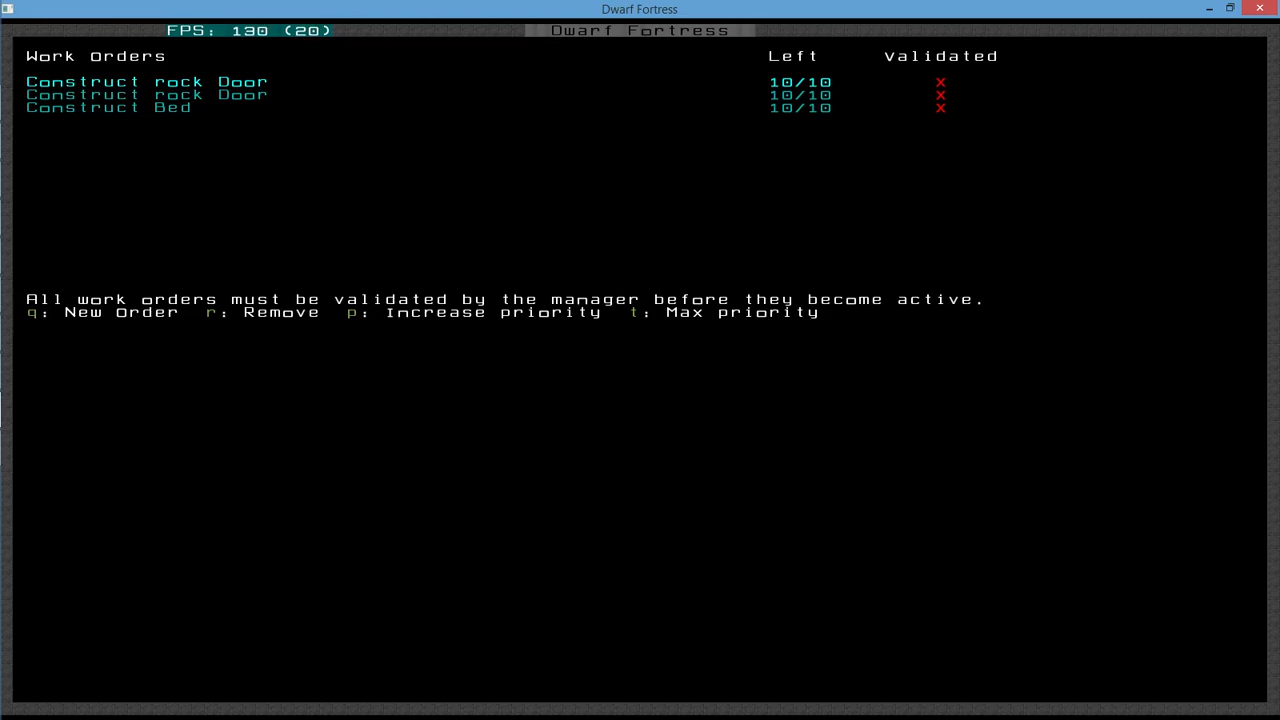 Dwarf Fortress
FPS: 130 (20) Dwarf Fortress
Work Orders Left Validated
Construct rock Door 10/10 X
Construct rock Door 10/10 X
Construct Bed 10/10 X
All work orders must be validated by the manager before they become active.
q: New Order r: Remove p: Increase priority t: Max priority